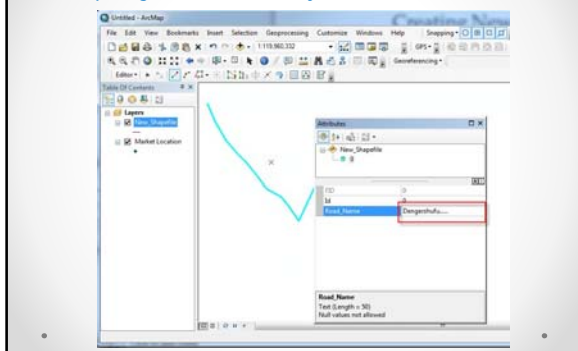 Untitled - ArcMap
Creating New
File Edit View Bookmarks Insert Selection Geoprocessing Customize Windows Help Snapping
1:119,960,332
GPS
Georeferencing
Editor
Table Of Contents
Layers
New_Shapefile
Market Location
Attributes
New_Shapefile
0
FID 0
Id 0
Road_Name Dengershufu.....
Road_Name
Text (Length = 50)
Null values not allowed